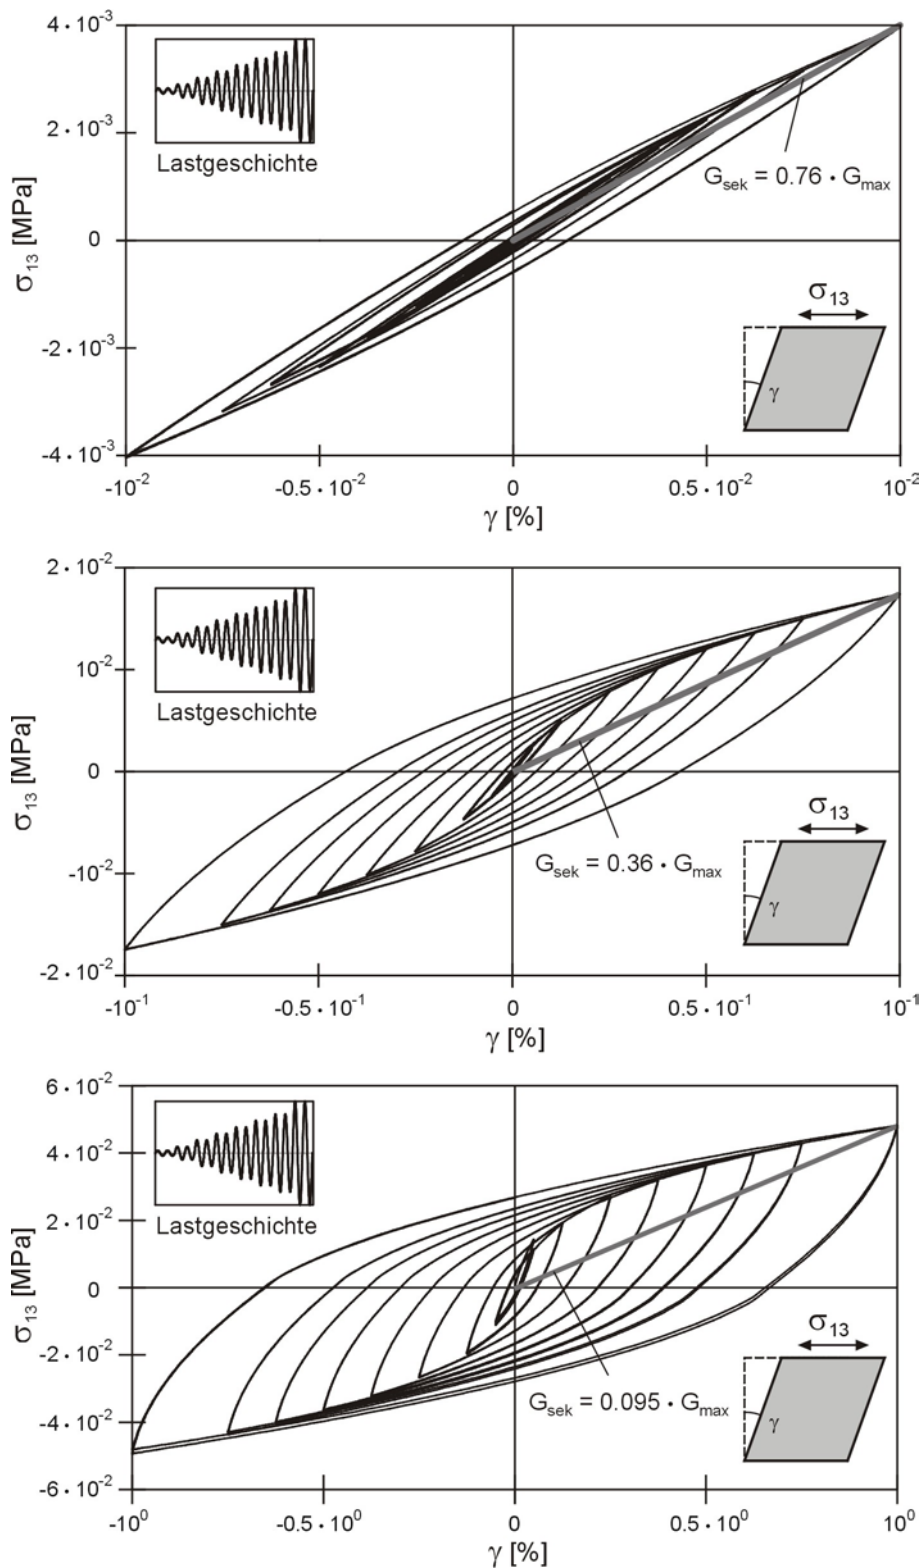 4·10⁻³
Lastgeschichte
2·10⁻³
G_sek = 0.76 · G_max
σ₁₃ [MPa]
0
σ₁₃
-2·10⁻³
γ
-4·10⁻³
-10⁻² -0.5·10⁻² 0 0.5·10⁻² 10⁻²
γ [%]
2·10⁻²
Lastgeschichte
10⁻²
σ₁₃ [MPa]
0
σ₁₃
G_sek = 0.36 · G_max
-10⁻²
γ
-2·10⁻²
-10⁻¹ -0.5·10⁻¹ 0 0.5·10⁻¹ 10⁻¹
γ [%]
6·10⁻²
4·10⁻²
Lastgeschichte
2·10⁻²
σ₁₃ [MPa]
0
σ₁₃
-2·10⁻²
G_sek = 0.095 · G_max
γ
-4·10⁻²
-6·10⁻²
-10⁰ -0.5·10⁰ 0 0.5·10⁰ 10⁰
γ [%]